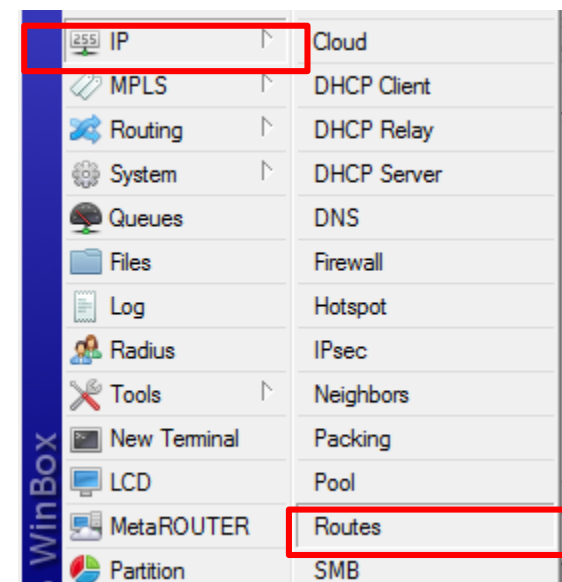 255 IP
MPLS
Routing
System
Queues
Files
Log
Radius
Tools
New Terminal
LCD
MetaROUTER
Partition
Cloud
DHCP Client
DHCP Relay
DHCP Server
DNS
Firewall
Hotspot
IPsec
Neighbors
Packing
Pool
Routes
SMB
WinBox